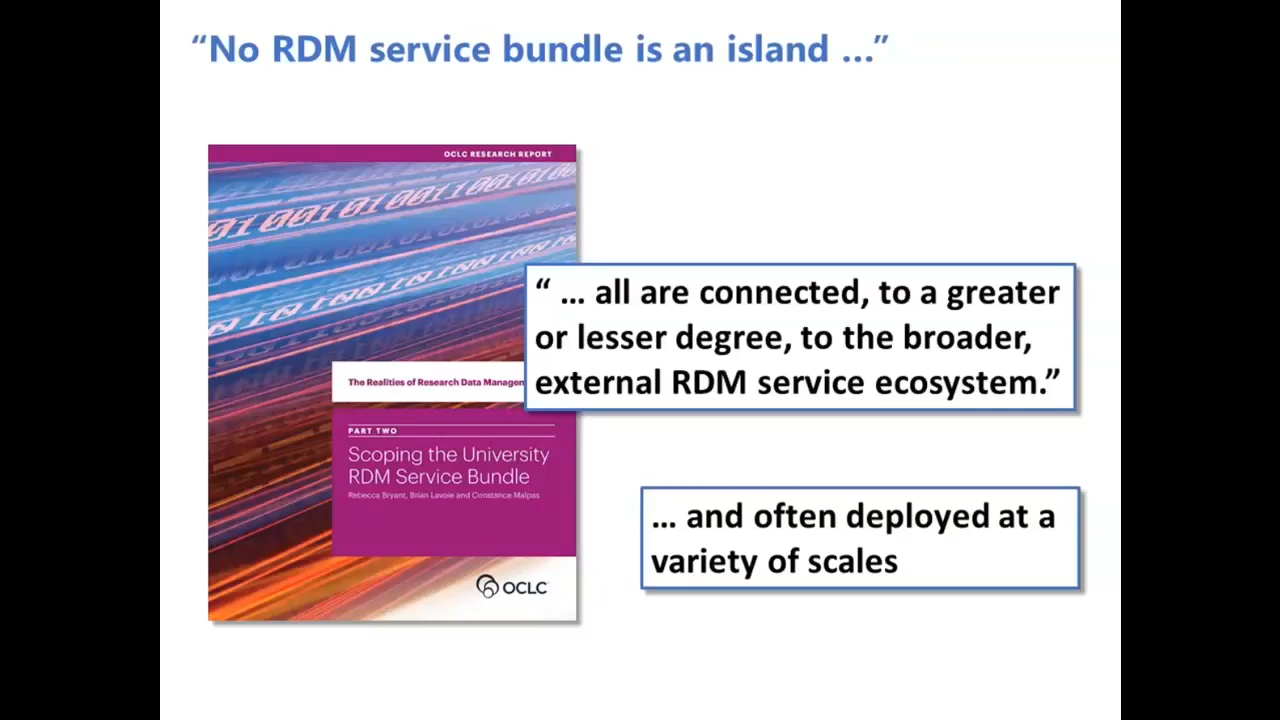 “No RDM service bundle is an island ...”
OCLC RESEARCH REPORT
“ ... all are connected, to a greater
or lesser degree, to the broader,
external RDM service ecosystem.”
The Realities of Research Data
PART TWO
Scoping the University
RDM Service Bundle
Rebecca Bryant, Brian Lavoie and Constance Malpas
... and often deployed at a
variety of scales
OCLC